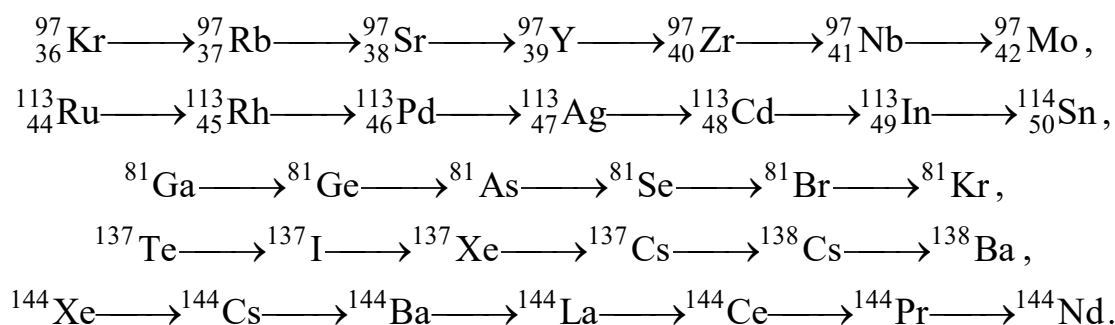 ⁹⁷₃₆Kr⟶⁹⁷₃₇Rb⟶⁹⁷₃₈Sr⟶⁹⁷₃₉Y⟶⁹⁷₄₀Zr⟶⁹⁷₄₁Nb⟶⁹⁷₄₂Mo,
¹¹³₄₄Ru⟶¹¹³₄₅Rh⟶¹¹³₄₆Pd⟶¹¹³₄₇Ag⟶¹¹³₄₈Cd⟶¹¹³₄₉In⟶¹¹⁴₅₀Sn,
⁸¹Ga⟶⁸¹Ge⟶⁸¹As⟶⁸¹Se⟶⁸¹Br⟶⁸¹Kr,
¹³⁷Te⟶¹³⁷I⟶¹³⁷Xe⟶¹³⁷Cs⟶¹³⁸Cs⟶¹³⁸Ba,
¹⁴⁴Xe⟶¹⁴⁴Cs⟶¹⁴⁴Ba⟶¹⁴⁴La⟶¹⁴⁴Ce⟶¹⁴⁴Pr⟶¹⁴⁴Nd.